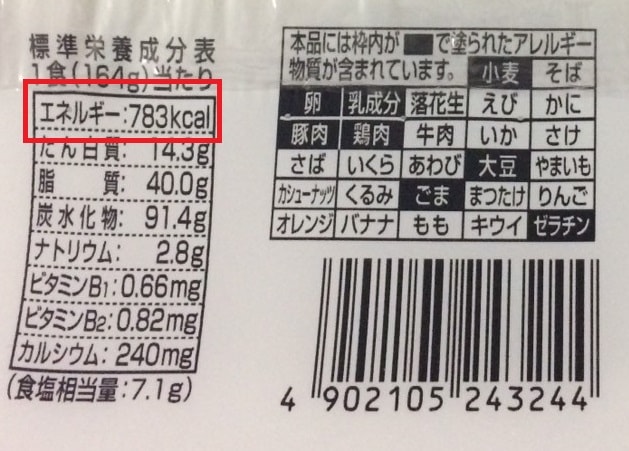 標準栄養成分表
1食(164g)当たり
エネルギー:783kcal
たん白質: 14.3g
脂 質: 40.0g
炭水化物: 91.4g
ナトリウム: 2.8g
ビタミンB1:0.66mg
ビタミンB2:0.82mg
カルシウム: 240mg
(食塩相当量:7.1g)
本品には枠内が■で塗られたアレルギー
物質が含まれています。 小麦 そば
卵 乳成分 落花生 えび かに
豚肉 鶏肉 牛肉 いか さけ
さば いくら あわび 大豆 やまいも
カシューナッツ くるみ ごま まつたけ りんご
オレンジ バナナ もも キウイ ゼラチン
4 902105 243244